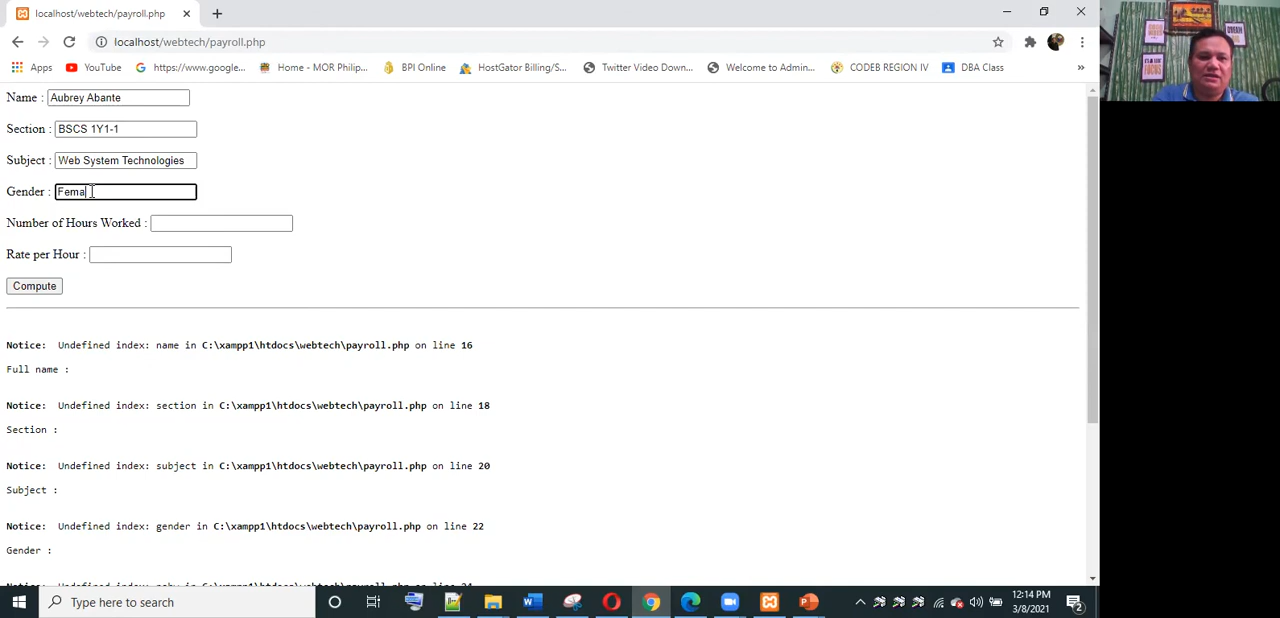 localhost/webtech/payroll.php
localhost/webtech/payroll.php
Apps YouTube https://www.google... Home - MOR Philip... BPI Online Hosting Billing/S... Twitter Video Down... Welcome to Admin... CODEB REGION IV DBA Class »
Name : Aubrey Abante
Section : BSCS 1Y1-1
Subject : Web System Technologies
Gender : Fema
Number of Hours Worked :
Rate per Hour :
Compute
Notice: Undefined index: name in C:\xampp1\htdocs\webtech\payroll.php on line 16
Full name :
Notice: Undefined index: section in C:\xampp1\htdocs\webtech\payroll.php on line 18
Section :
Notice: Undefined index: subject in C:\xampp1\htdocs\webtech\payroll.php on line 20
Subject :
Notice: Undefined index: gender in C:\xampp1\htdocs\webtech\payroll.php on line 22
Gender :
Type here to search
12:14 PM
3/8/2021
2
FOCUS